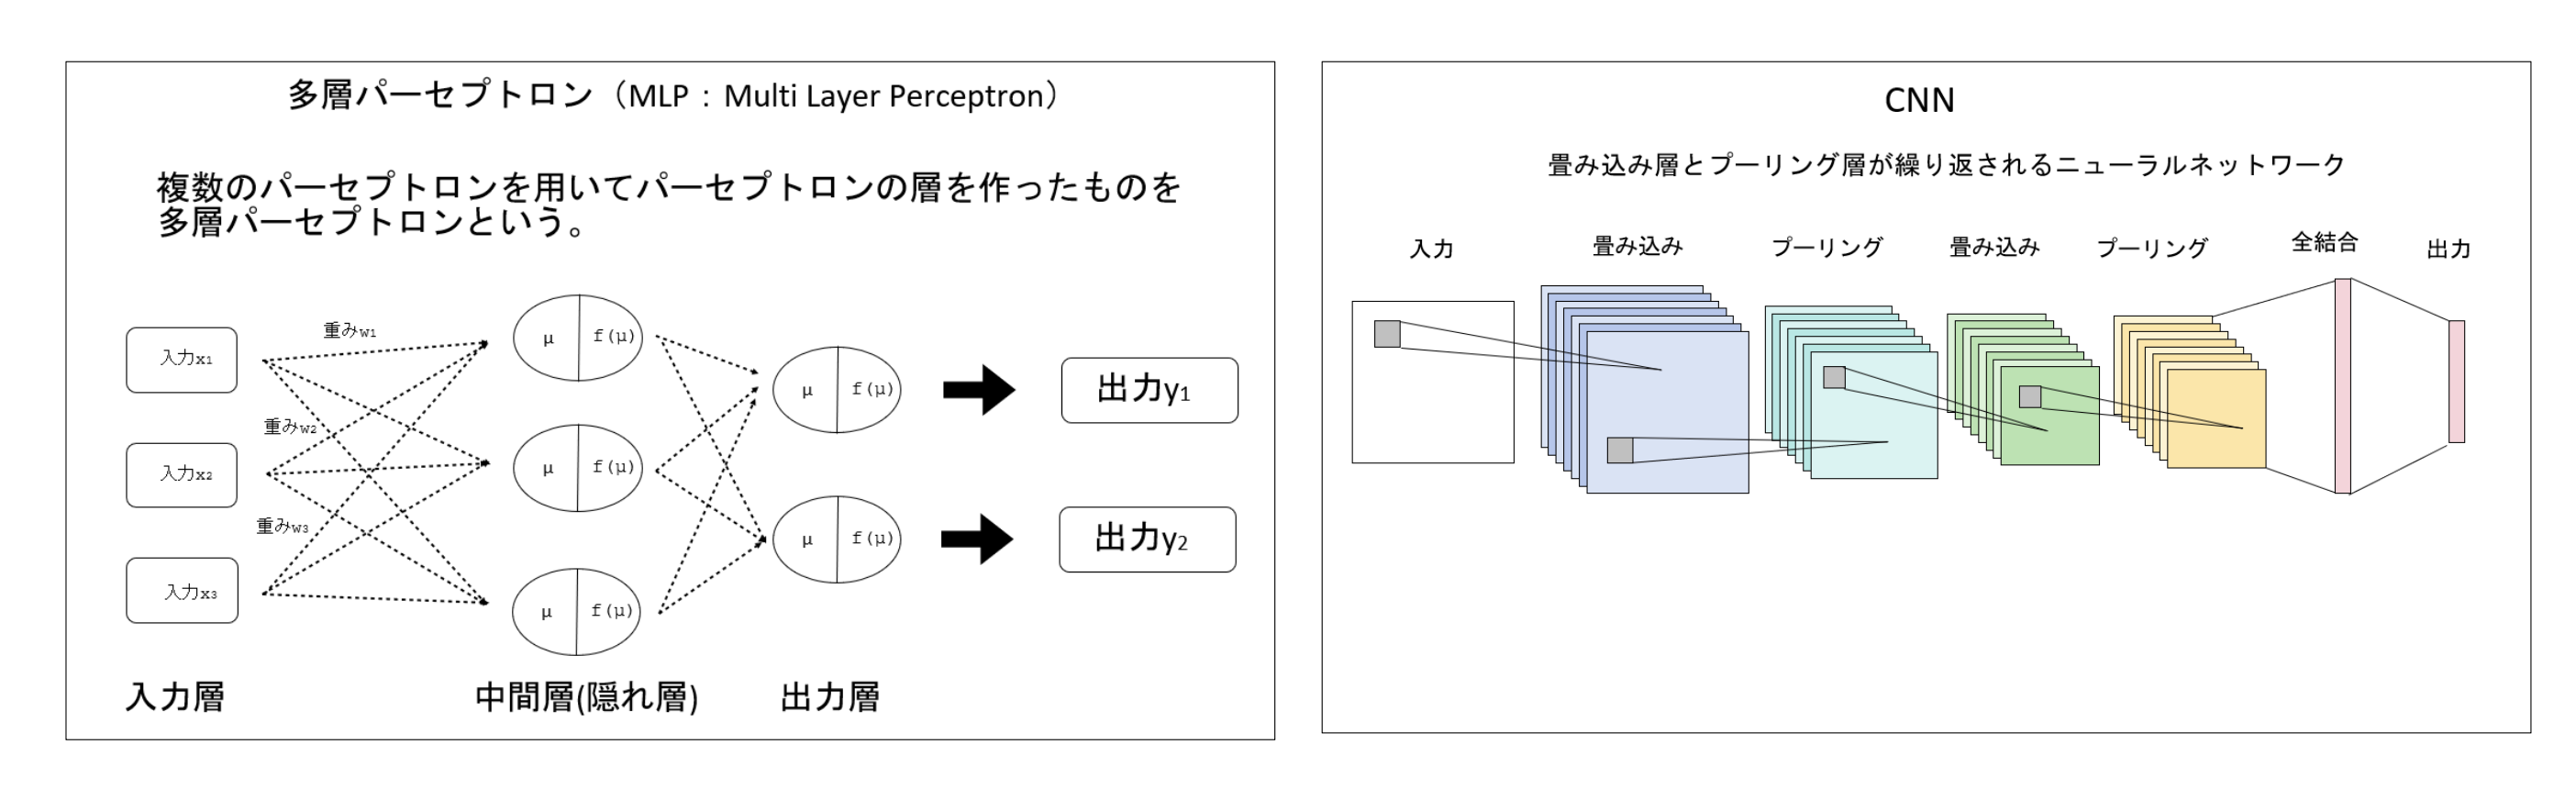 多層パーセプトロン（MLP：Multi Layer Perceptron）
複数のパーセプトロンを用いてパーセプトロンの層を作ったものを
多層パーセプトロンという。
重みw1
入力x1
μ
f(μ)
μ
f(μ)
出力y1
重みw2
入力x2
μ
f(μ)
重みw3
μ
f(μ)
出力y2
入力x3
μ
f(μ)
入力層
中間層(隠れ層)
出力層
CNN
畳み込み層とプーリング層が繰り返されるニューラルネットワーク
入力
畳み込み
プーリング
畳み込み
プーリング
全結合
出力